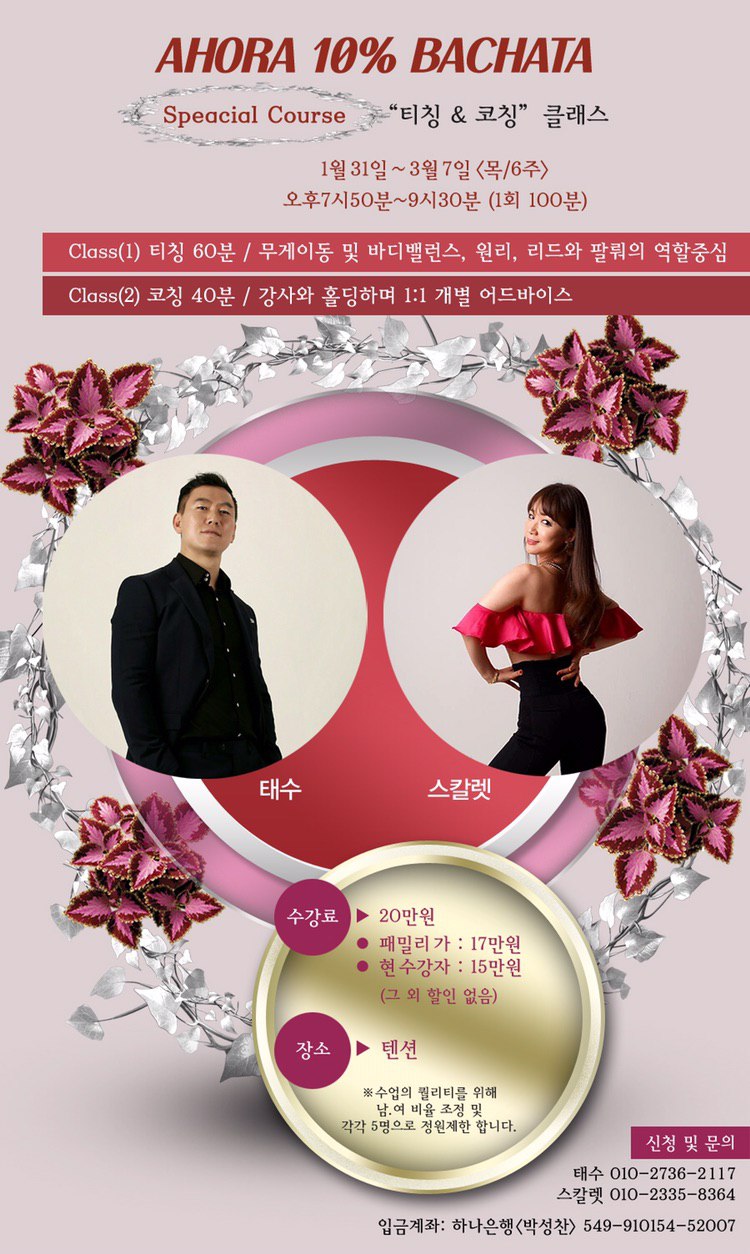 AHORA 10% BACHATA
Speacial Course “티칭 & 코칭” 클래스
1월 31일 ~ 3월 7일 <목/6주>
오후7시50분~9시30분 (1회 100분)
Class(1) 티칭 60분 / 무게이동 및 바디밸런스, 원리, 리드와 팔뤄의 역할중심
Class(2) 코칭 40분 / 강사와 홀딩하며 1:1 개별 어드바이스
태수
스칼렛
수강료 ▶ 20만원
● 패밀리가 : 17만원
● 현수강자 : 15만원
(그 외 할인 없음)
장소 ▶ 텐션
※수업의 퀄리티를 위해
남.여 비율 조정 및
각각 5명으로 정원제한 합니다.
신청 및 문의
태수 010-2736-2117
스칼렛 010-2335-8364
입금계좌: 하나은행<박성찬> 549-910154-52007